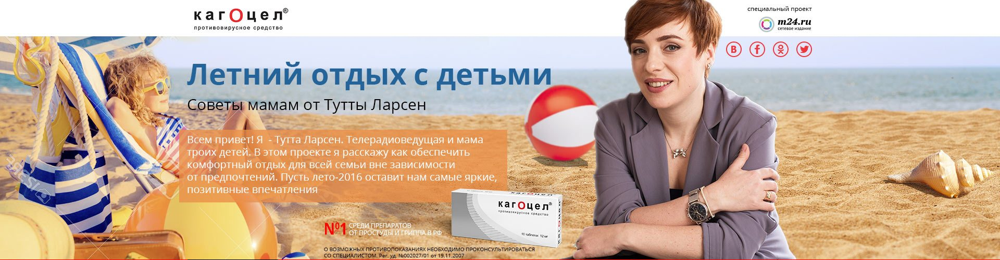 кагОцел®
противовирусное средство
специальный проект
m24.ru
сетевое издание
Летний отдых с детьми
Советы мамам от Тутты Ларсен
Всем привет! Я - Тутта Ларсен. Телерадиоведущая и мама
троих детей. В этом проекте я расскажу как обеспечить
комфортный отдых для всей семьи вне зависимости
от предпочтений. Пусть лето-2016 оставит нам самые яркие,
позитивные впечатления
кагОцел®
противовирусное средство
10 таблеток 12 мг
№1
СРЕДИ ПРЕПАРАТОВ
ОТ ПРОСТУДЫ И ГРИППА В РФ
О ВОЗМОЖНЫХ ПРОТИВОПОКАЗАНИЯХ НЕОБХОДИМО ПРОКОНСУЛЬТИРОВАТЬСЯ
СО СПЕЦИАЛИСТОМ. Рег. уд. №002027/01 от 19.11.2007